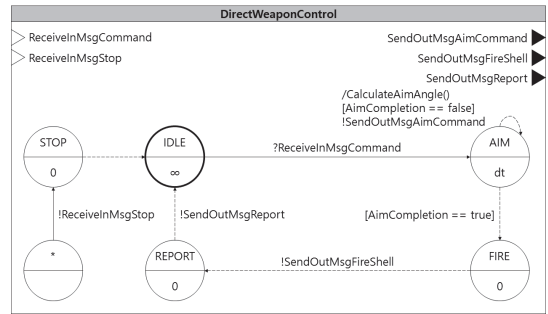 DirectWeaponControl
ReceiveInMsgCommand
ReceiveInMsgStop
SendOutMsgAimCommand
SendOutMsgFireShell
SendOutMsgReport
/CalculateAimAngle()
[AimCompletion == false]
!SendOutMsgAimCommand
STOP
0
IDLE
∞
?ReceiveInMsgCommand
AIM
dt
!ReceiveInMsgStop
!SendOutMsgReport
[AimCompletion == true]
*
REPORT
0
!SendOutMsgFireShell
FIRE
0